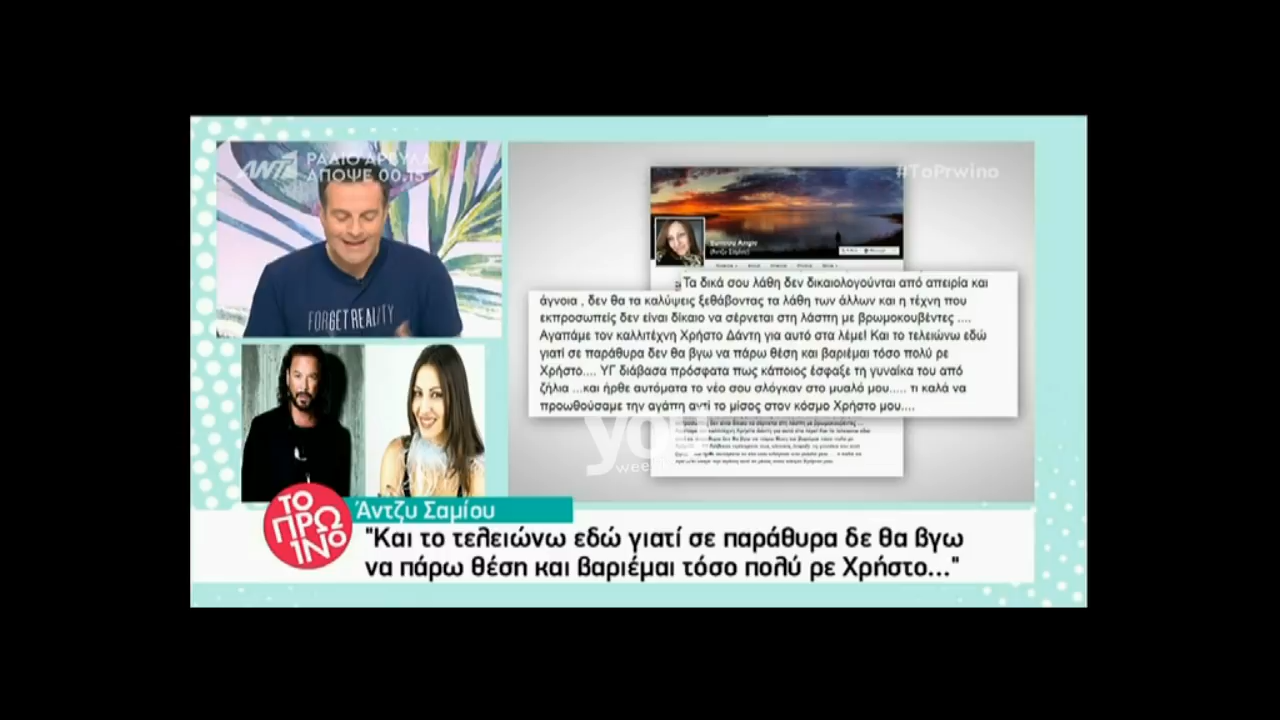 ΑΝΤ1
ΡΑΔΙΟ ΑΡΒΥΛΑ
ΑΠΟΨΕ 00.15
#ToPrwino
FORGET REALITY
Samiou Angie
(Άντζυ Σαμίου)
Τα δικά σου λάθη δεν δικαιολογούνται από απειρία και
άγνοια , δεν θα τα καλύψεις ξεθάβοντας τα λάθη των άλλων και η τέχνη που
εκπροσωπείς δεν είναι δίκαιο να σέρνεται στη λάσπη με βρωμοκουβέντες ....
Αγαπάμε τον καλλιτέχνη Χρήστο Δάντη για αυτό στα λέμε! Και το τελειώνω εδώ
γιατί σε παράθυρα δεν θα βγω να πάρω θέση και βαριέμαι τόσο πολύ ρε
Χρήστο.... ΥΓ διάβασα πρόσφατα πως κάποιος έσφαξε τη γυναίκα του από
ζήλια ...και ήρθε αυτόματα το νέο σου σλόγκαν στο μυαλό μου..... τι καλά να
προωθούσαμε την αγάπη αντί το μίσος στον κόσμο Χρήστο μου....
you
ΤΟ
ΠΡΩ
ΙΝΟ
Άντζυ Σαμίου
"Και το τελειώνω εδώ γιατί σε παράθυρα δε θα βγω
να πάρω θέση και βαριέμαι τόσο πολύ ρε Χρήστο..."